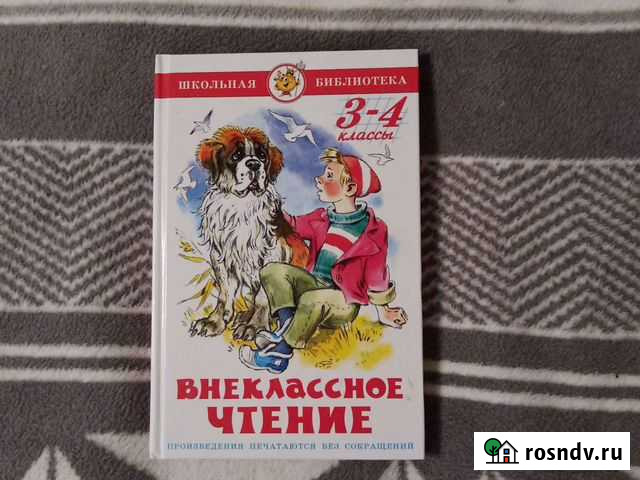 ШКОЛЬНАЯ БИБЛИОТЕКА
3-4
классы
ВНЕКЛАССНОЕ
ЧТЕНИЕ
ПРОИЗВЕДЕНИЯ ПЕЧАТАЮТСЯ БЕЗ СОКРАЩЕНИЙ
rosndv.ru